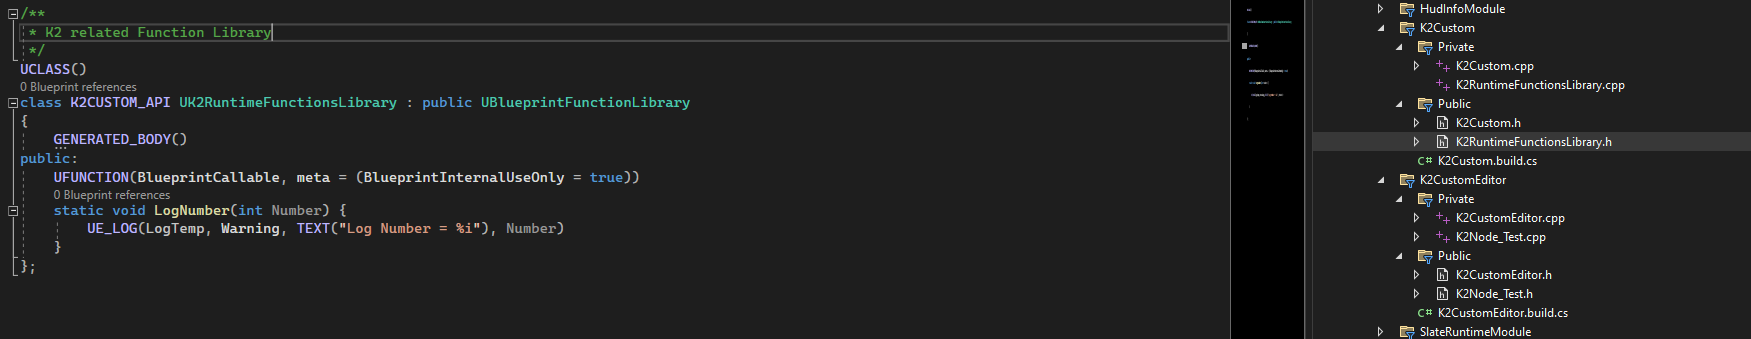 /**
* K2 related Function Library
*/
UCLASS()
0 Blueprint references
class K2CUSTOM_API UK2RuntimeFunctionsLibrary : public UBlueprintFunctionLibrary
{
GENERATED_BODY()
public:
UFUNCTION(BlueprintCallable, meta = (BlueprintInternalUseOnly = true))
0 Blueprint references
static void LogNumber(int Number) {
UE_LOG(LogTemp, Warning, TEXT("Log Number = %i"), Number)
}
};
HudInfoModule
K2Custom
Private
K2Custom.cpp
K2RuntimeFunctionsLibrary.cpp
Public
K2Custom.h
K2RuntimeFunctionsLibrary.h
C# K2Custom.build.cs
K2CustomEditor
Private
K2CustomEditor.cpp
K2Node_Test.cpp
Public
K2CustomEditor.h
K2Node_Test.h
C# K2CustomEditor.build.cs
SlateRuntimeModule